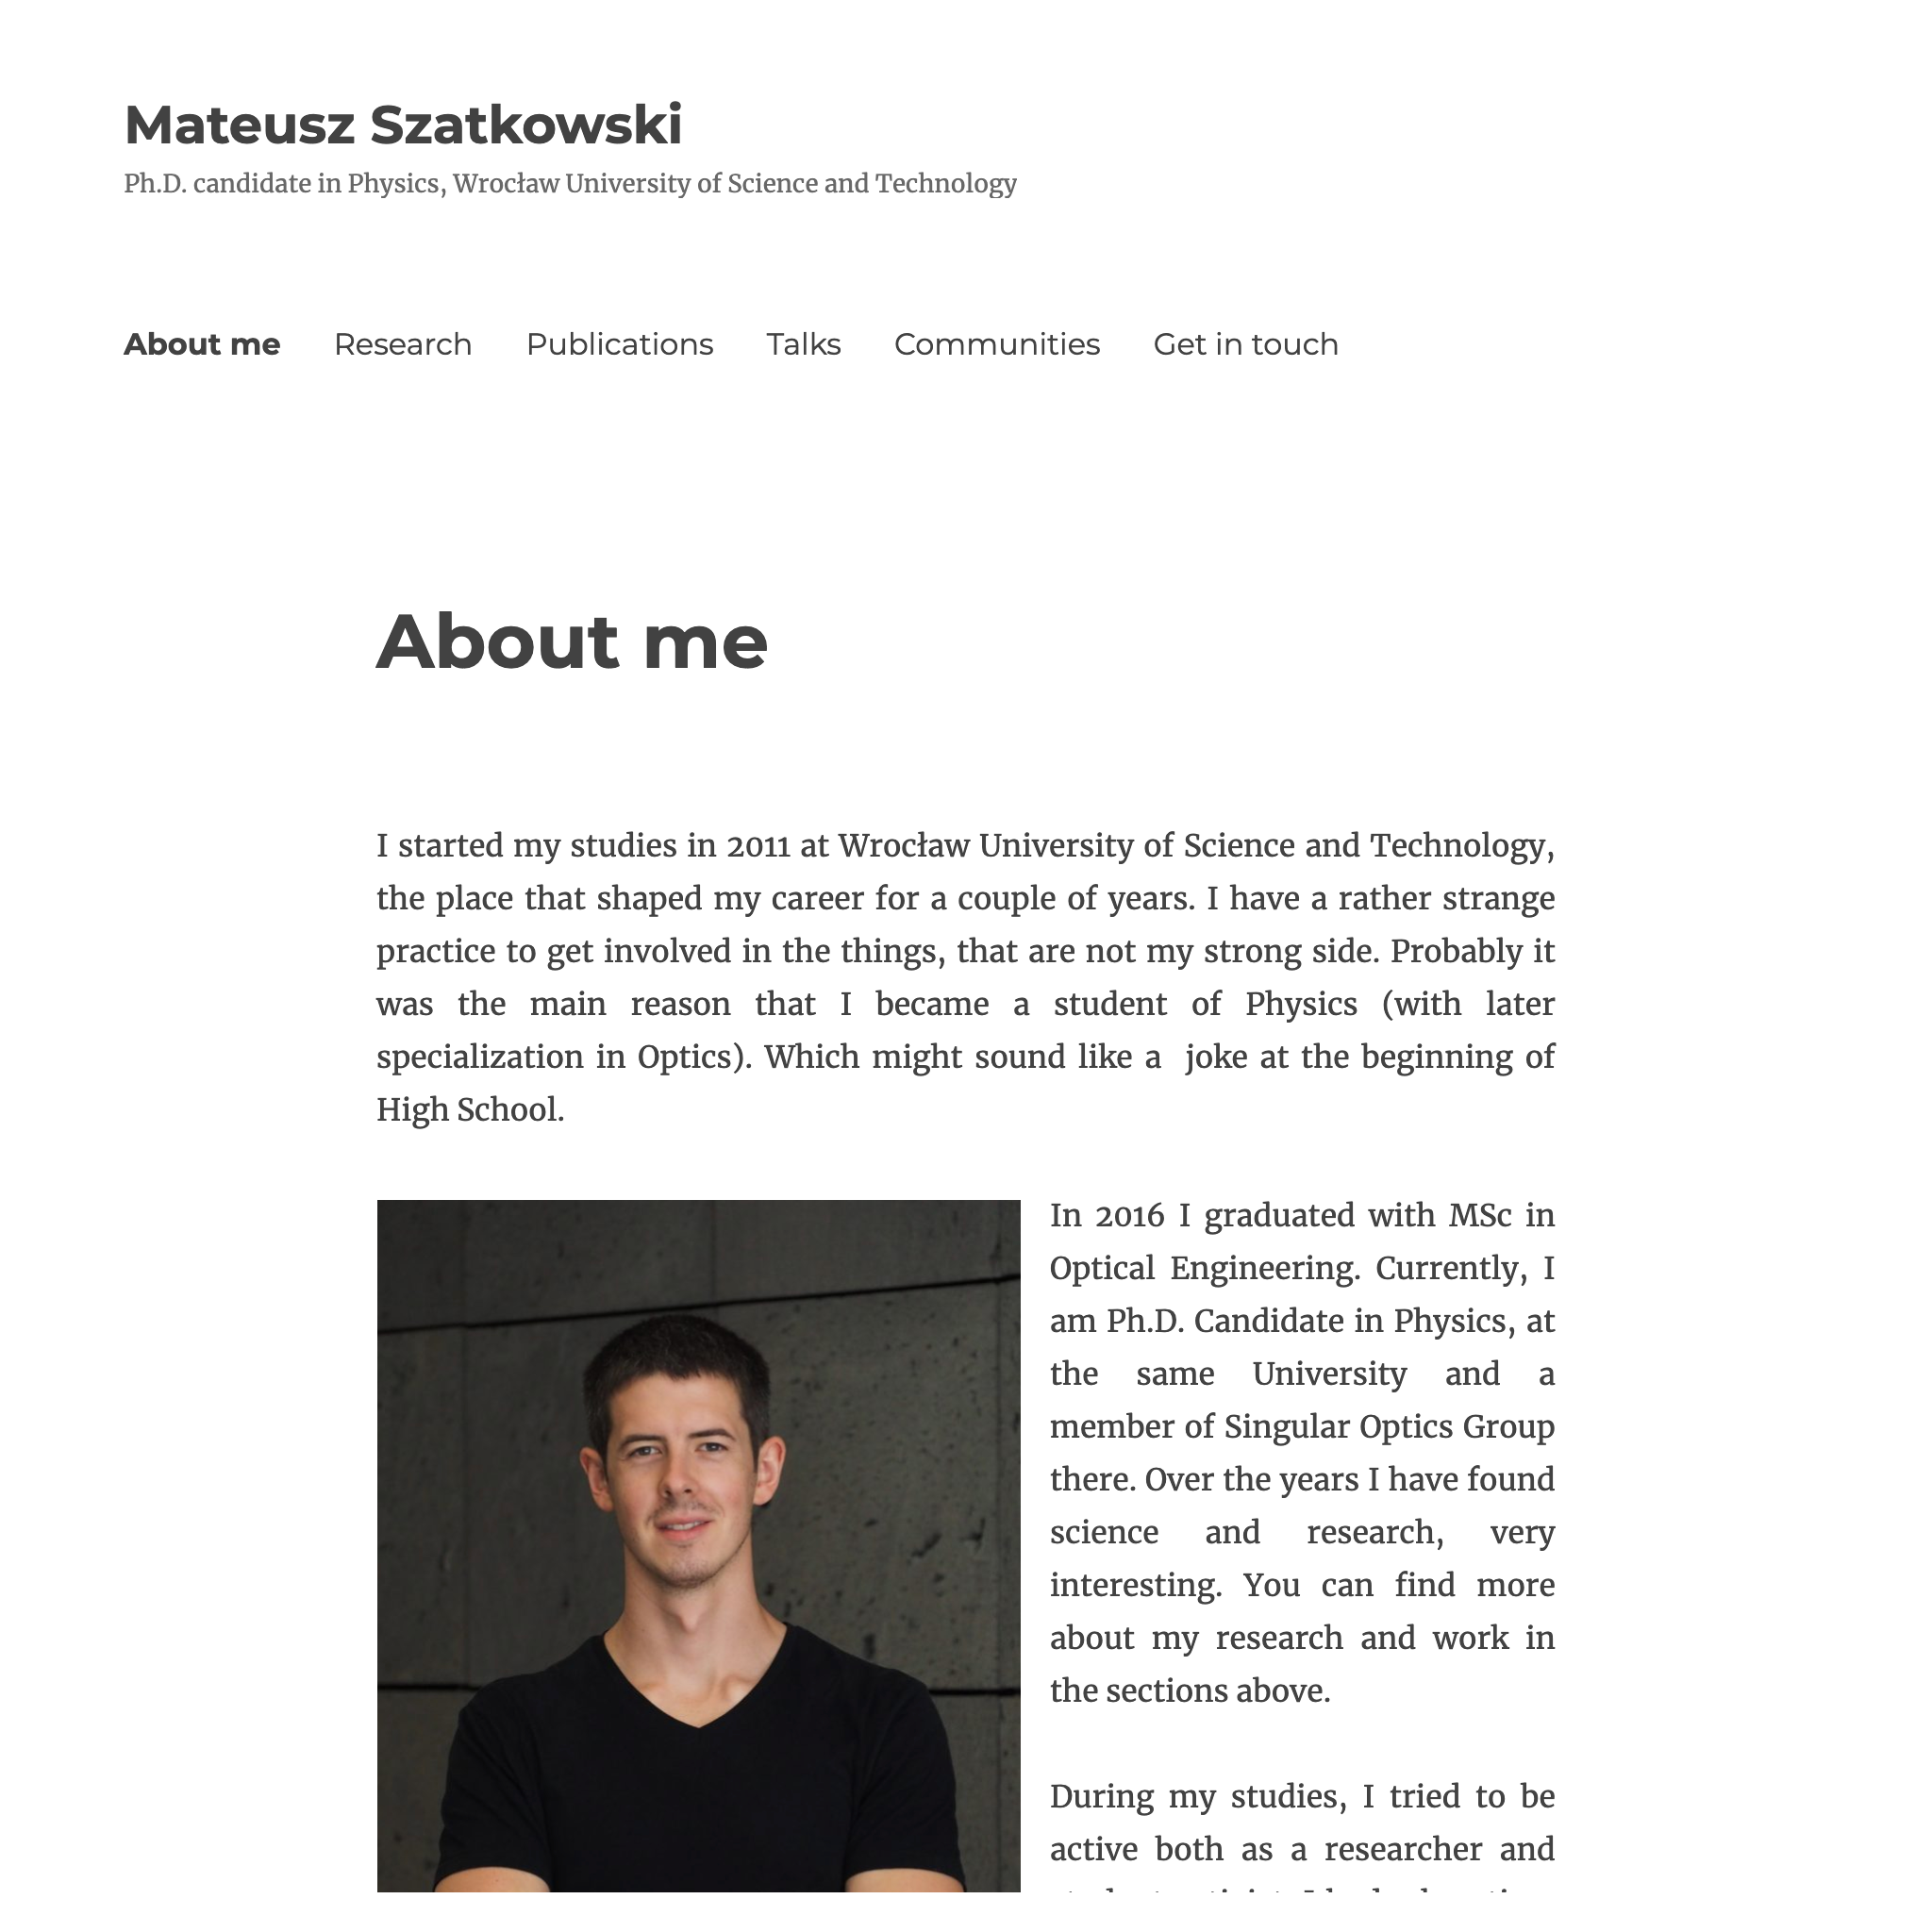 Mateusz Szatkowski
Ph.D. candidate in Physics, Wrocław University of Science and Technology
About me Research Publications Talks Communities Get in touch
About me
I started my studies in 2011 at Wrocław University of Science and Technology,
the place that shaped my career for a couple of years. I have a rather strange
practice to get involved in the things, that are not my strong side. Probably it
was the main reason that I became a student of Physics (with later
specialization in Optics). Which might sound like a joke at the beginning of
High School.
In 2016 I graduated with MSc in
Optical Engineering. Currently, I
am Ph.D. Candidate in Physics, at
the same University and a
member of Singular Optics Group
there. Over the years I have found
science and research, very
interesting. You can find more
about my research and work in
the sections above.
During my studies, I tried to be
active both as a researcher and